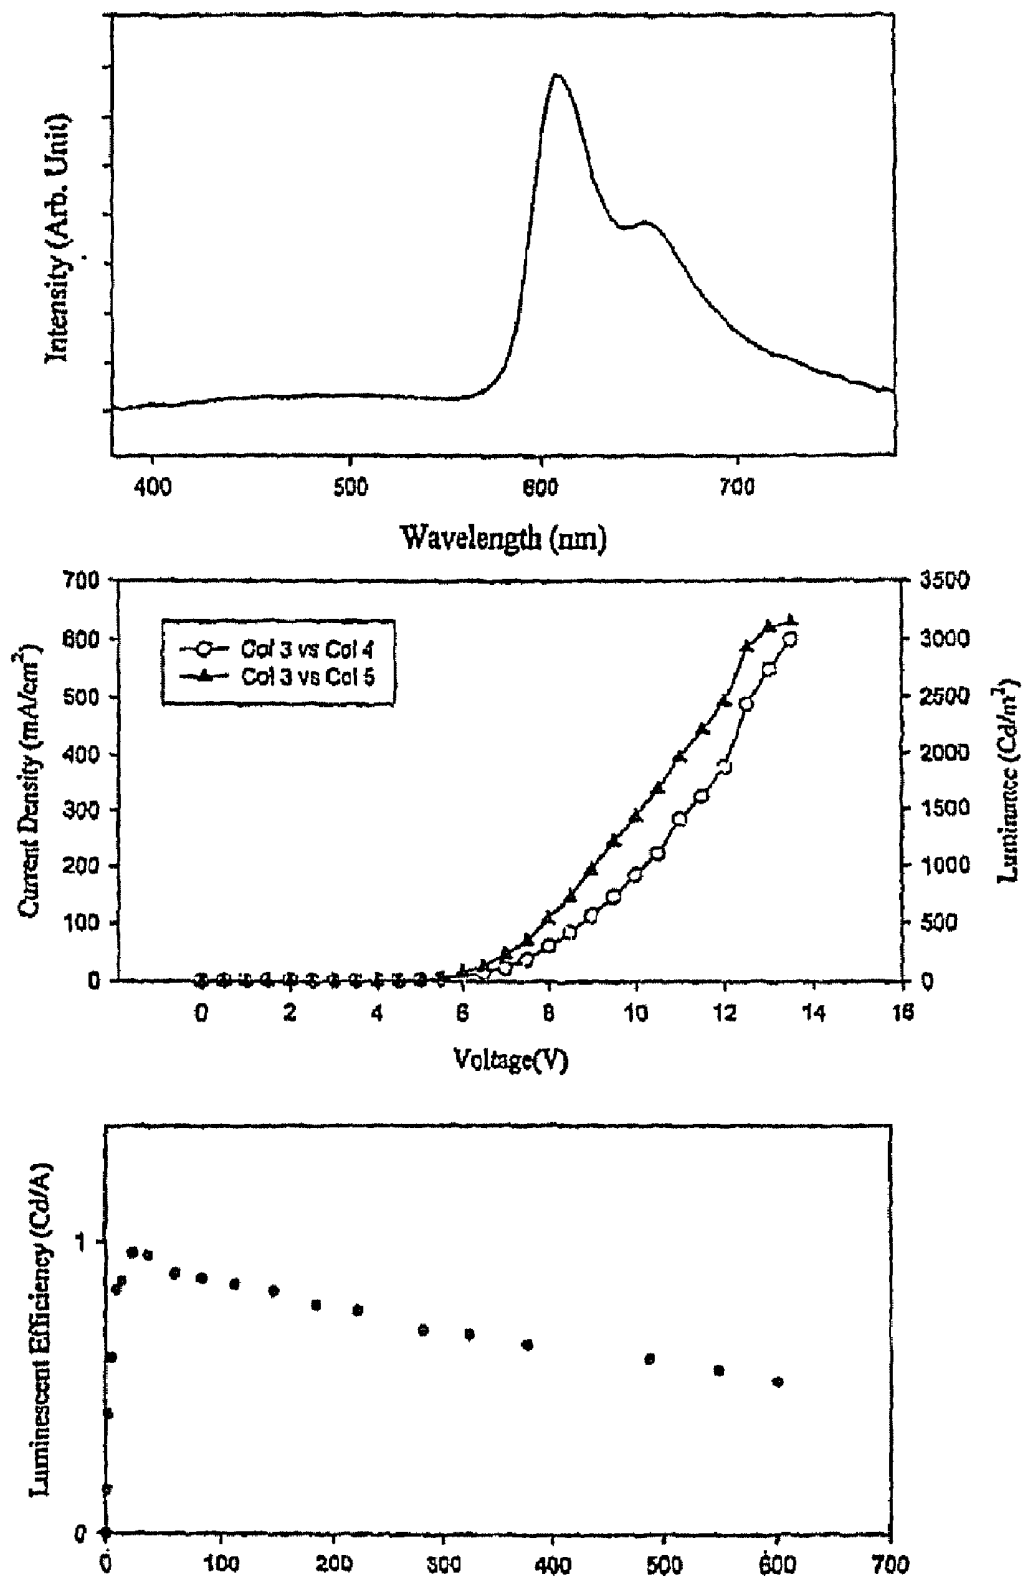 Intensity (Arb. Unit)
400 500 600 700
Wavelength (nm)
700 600 500 400 300 200 100 0
Current Density (mA/cm²)
Col 3 vs Col 4
Col 3 vs Col 5
3500 3000 2500 2000 1500 1000 500 0
Luminance (Cd/m²)
0 2 4 6 8 10 12 14 16
Voltage(V)
Luminescent Efficiency (Cd/A)
1
0
0 100 200 300 400 500 600 700